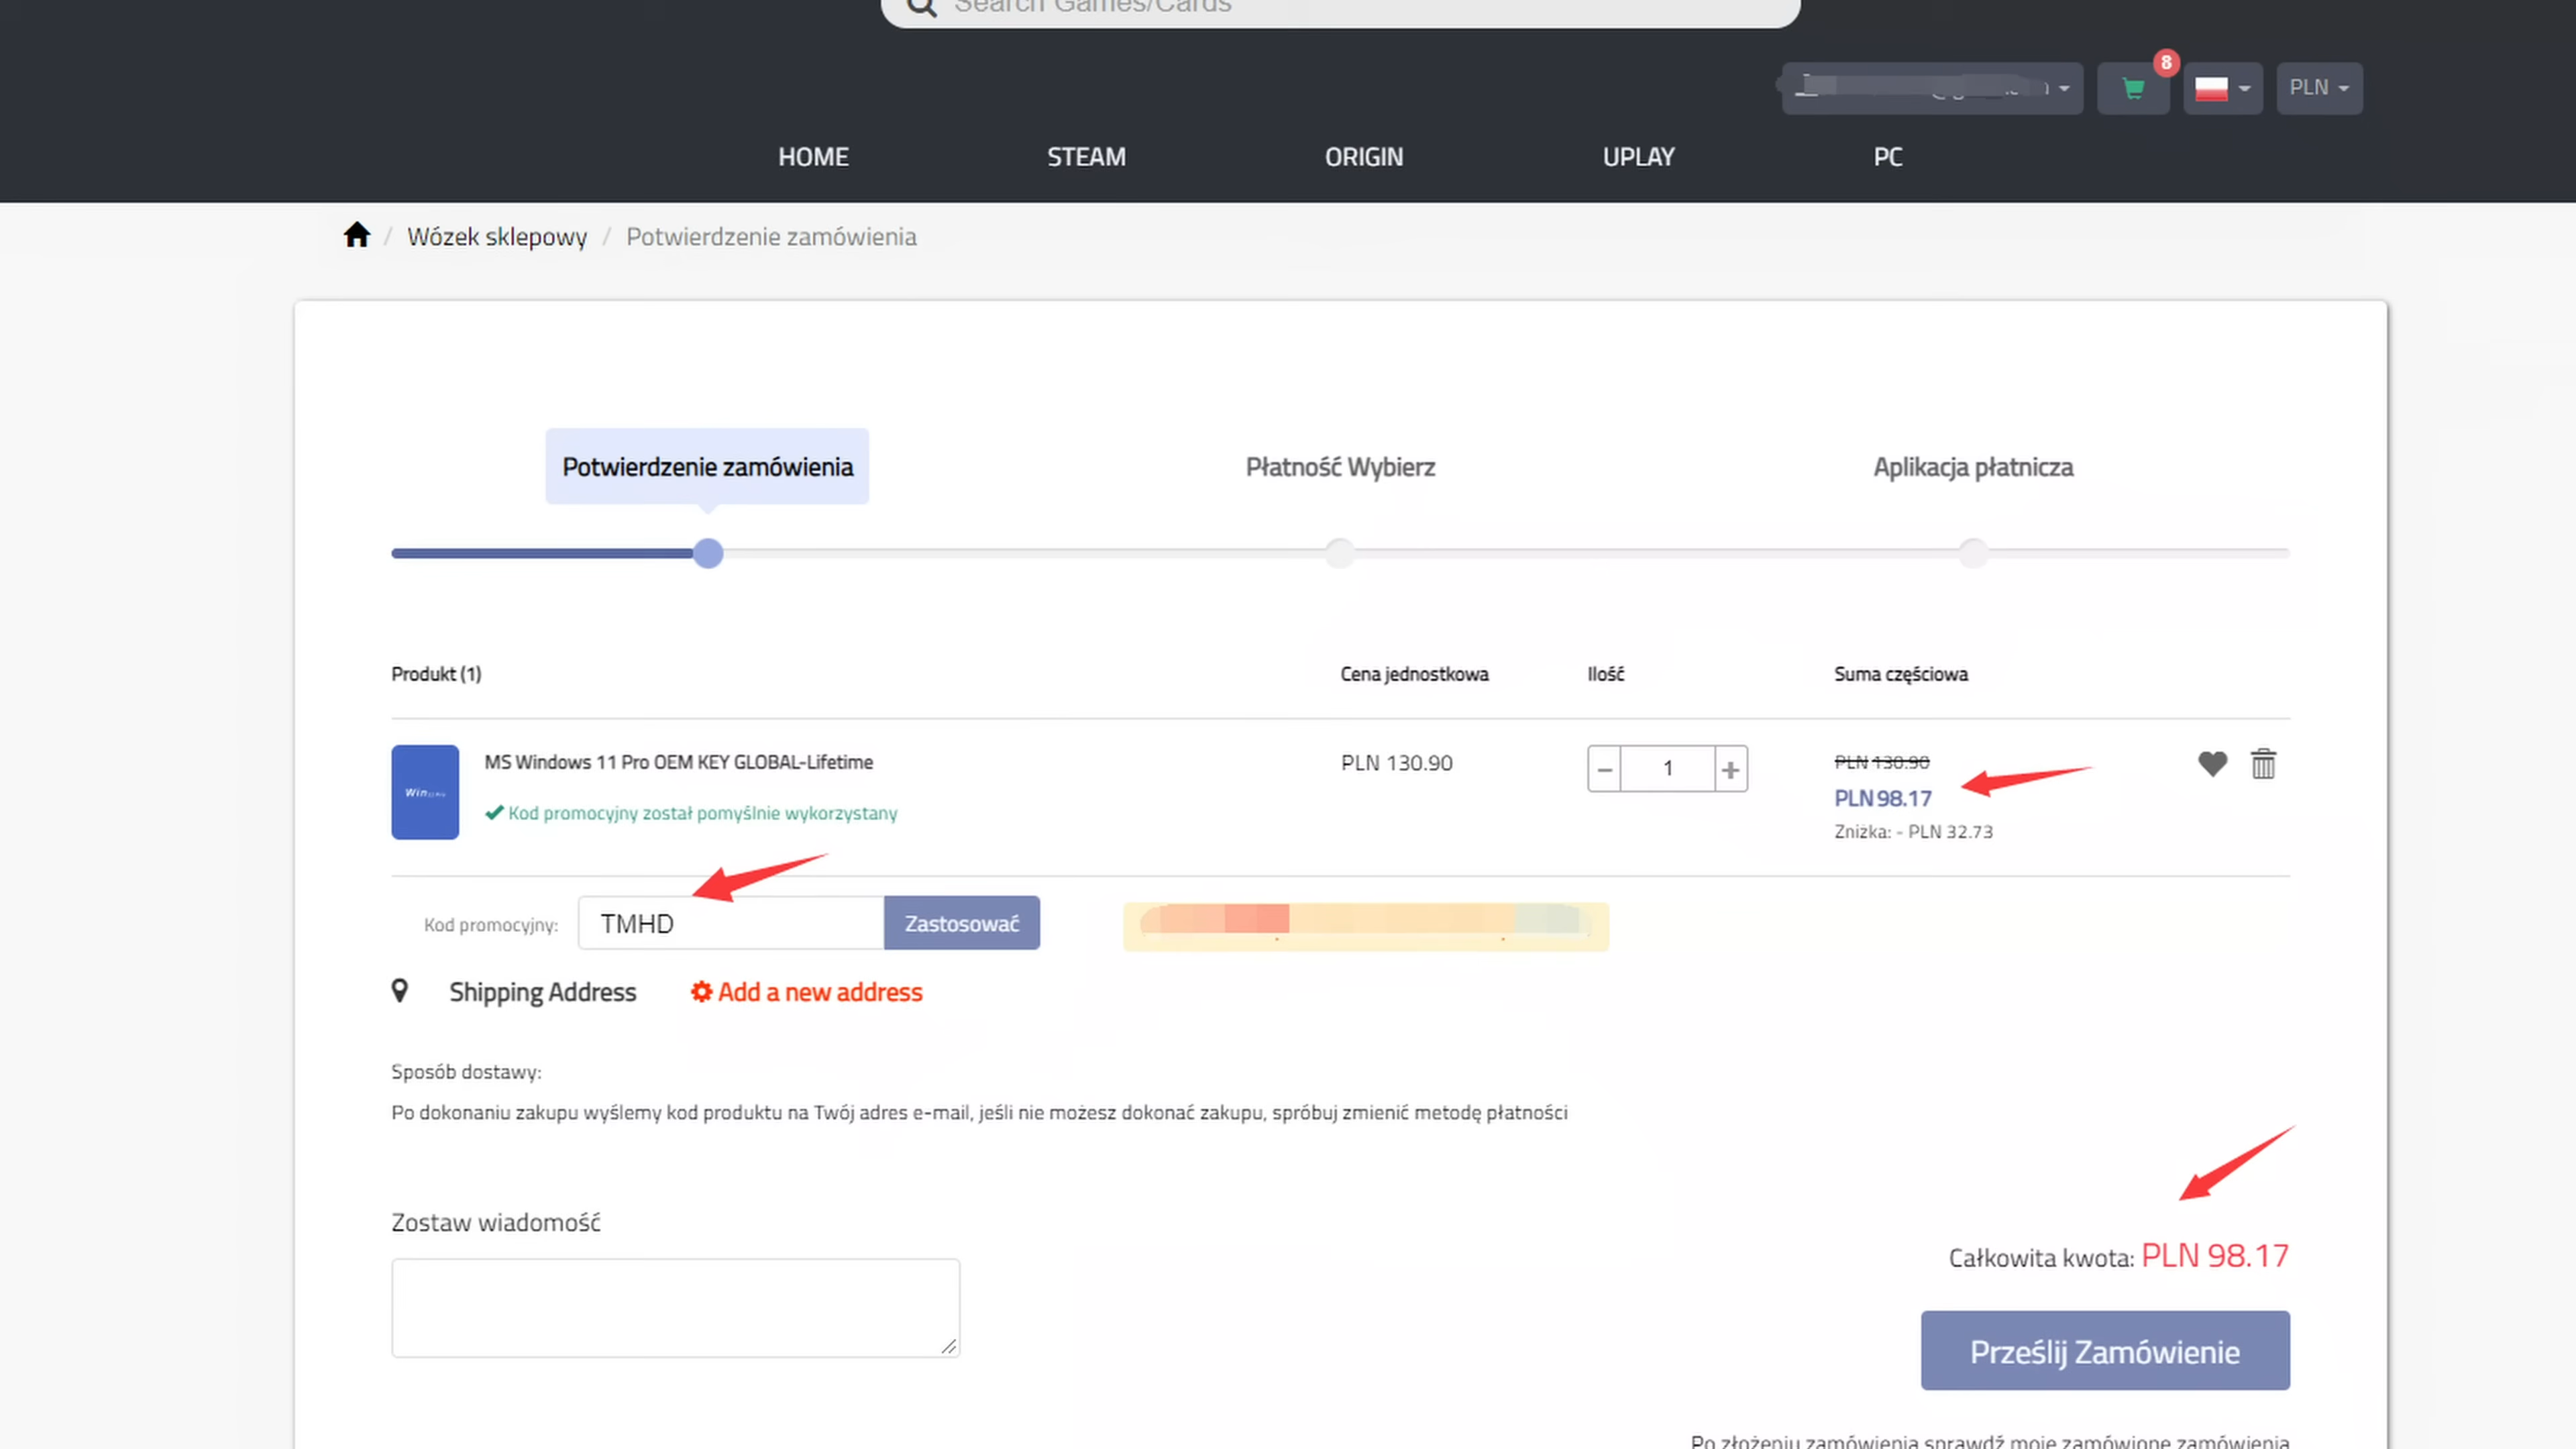 Search Games/Cards
8
PLN
HOME STEAM ORIGIN UPLAY PC
/ Wózek sklepowy / Potwierdzenie zamówienia
Potwierdzenie zamówienia Płatność Wybierz Aplikacja płatnicza
Produkt (1) Cena jednostkowa Ilość Suma częściowa
MS Windows 11 Pro OEM KEY GLOBAL-Lifetime PLN 130.90 1 PLN 130.90
Win
PLN 98.17
Kod promocyjny został pomyślnie wykorzystany
Zniżka: - PLN 32.73
Kod promocyjny: TMHD Zastosować
Shipping Address Add a new address
Sposób dostawy:
Po dokonaniu zakupu wyślemy kod produktu na Twój adres e-mail, jeśli nie możesz dokonać zakupu, spróbuj zmienić metodę płatności
Zostaw wiadomość
Całkowita kwota: PLN 98.17
Prześlij Zamówienie
Po złożeniu zamówienia sprawdź moje zamówione zamówienia